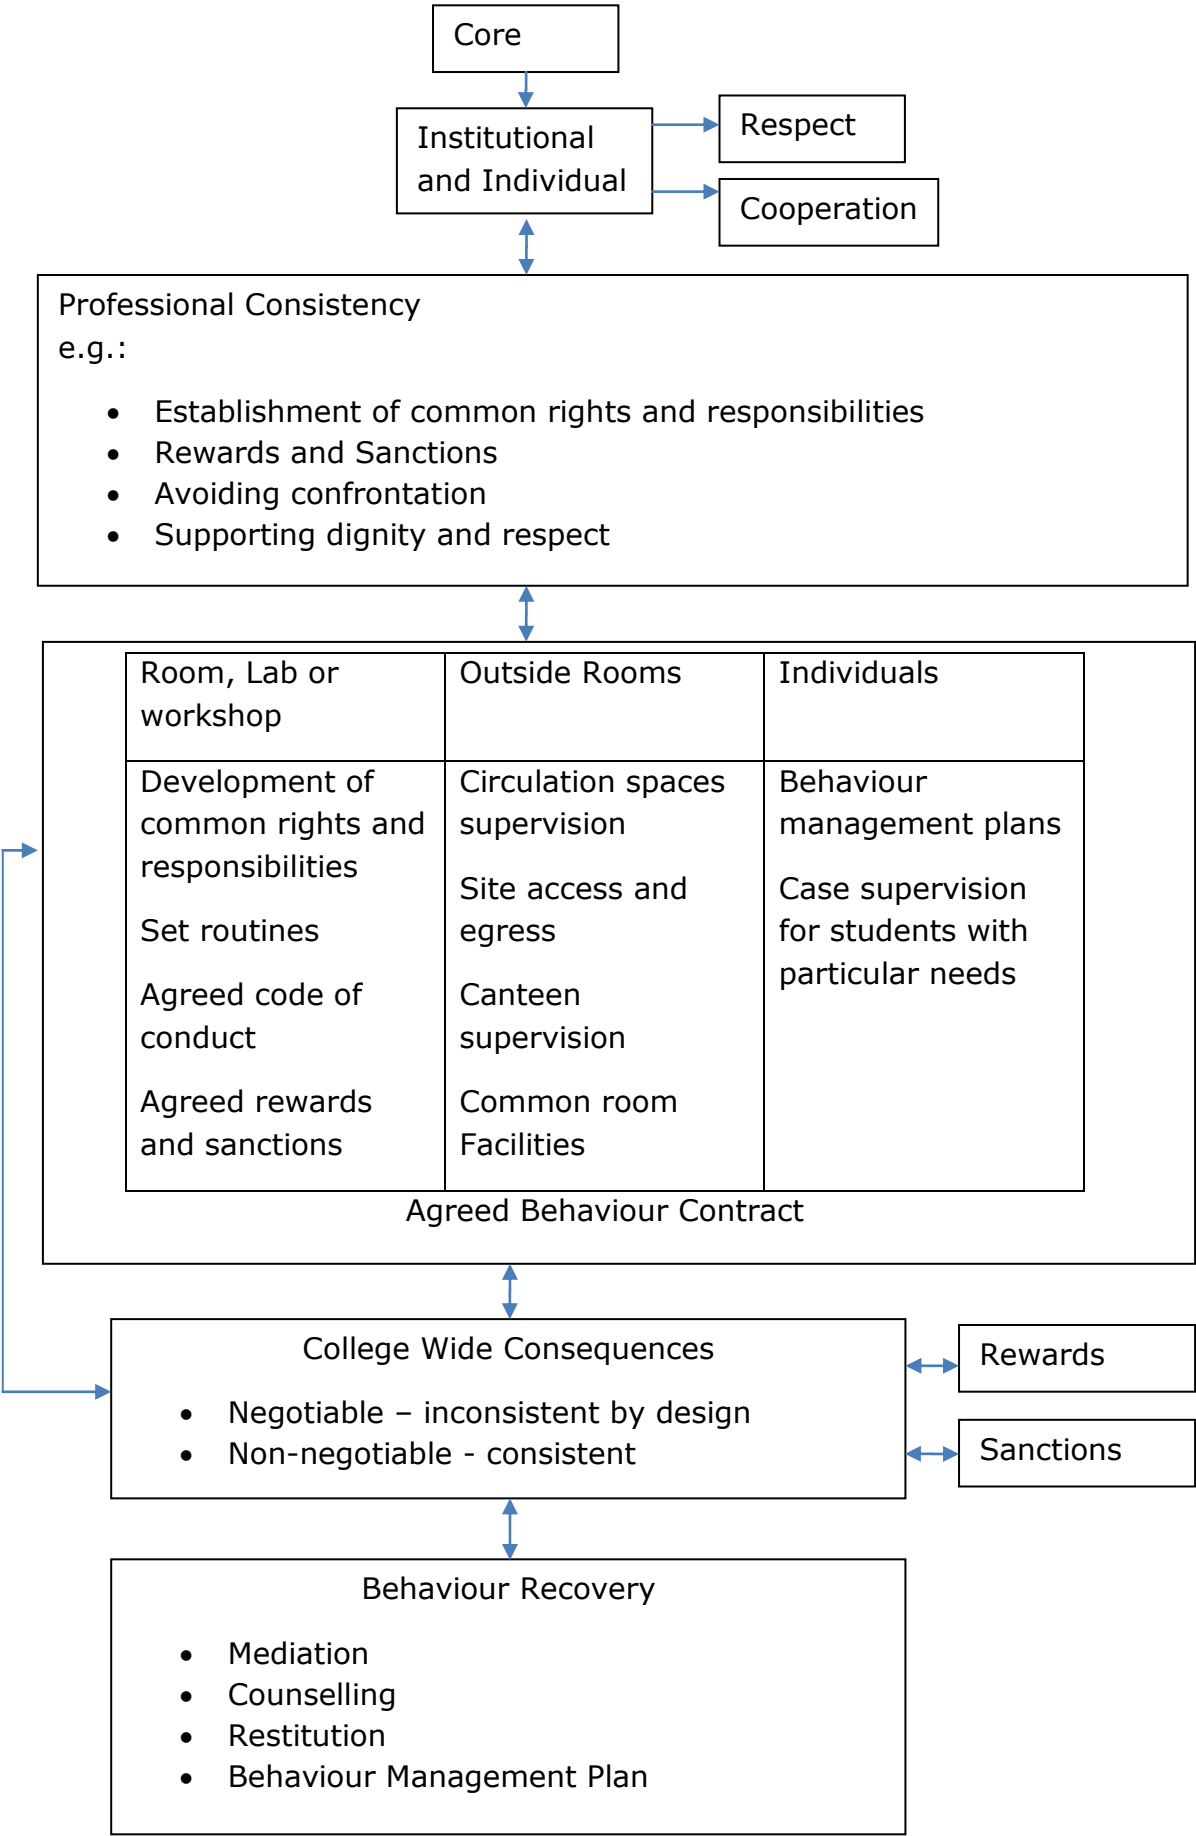 Core
Institutional
and Individual
Respect
Cooperation
Professional Consistency
e.g.:
• Establishment of common rights and responsibilities
• Rewards and Sanctions
• Avoiding confrontation
• Supporting dignity and respect
Room, Lab or
workshop
Outside Rooms
Individuals
Development of
common rights and
responsibilities
Set routines
Agreed code of
conduct
Agreed rewards
and sanctions
Circulation spaces
supervision
Site access and
egress
Canteen
supervision
Common room
Facilities
Behaviour
management plans
Case supervision
for students with
particular needs
Agreed Behaviour Contract
College Wide Consequences
• Negotiable – inconsistent by design
• Non-negotiable - consistent
Rewards
Sanctions
Behaviour Recovery
• Mediation
• Counselling
• Restitution
• Behaviour Management Plan